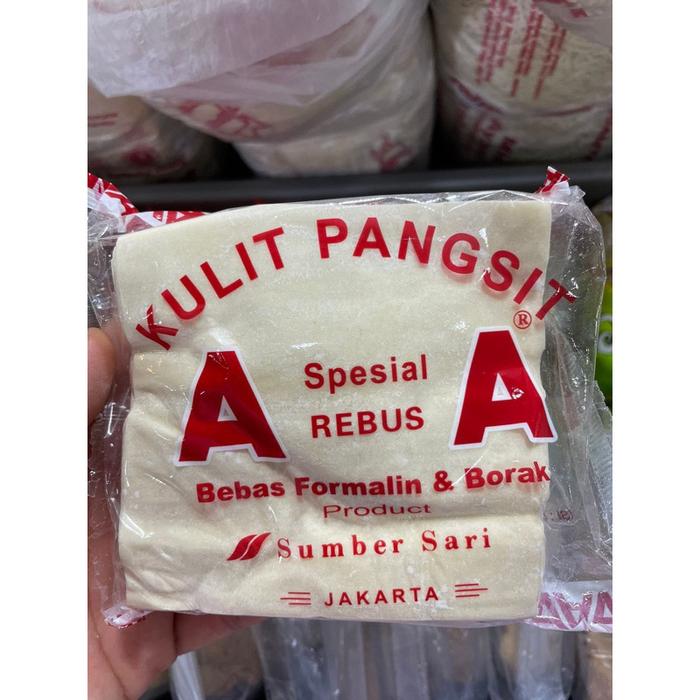 KULIT PANGSIT
®
A Spesial A
REBUS
Bebas Formalin & Borak
Product
Sumber Sari
JAKARTA